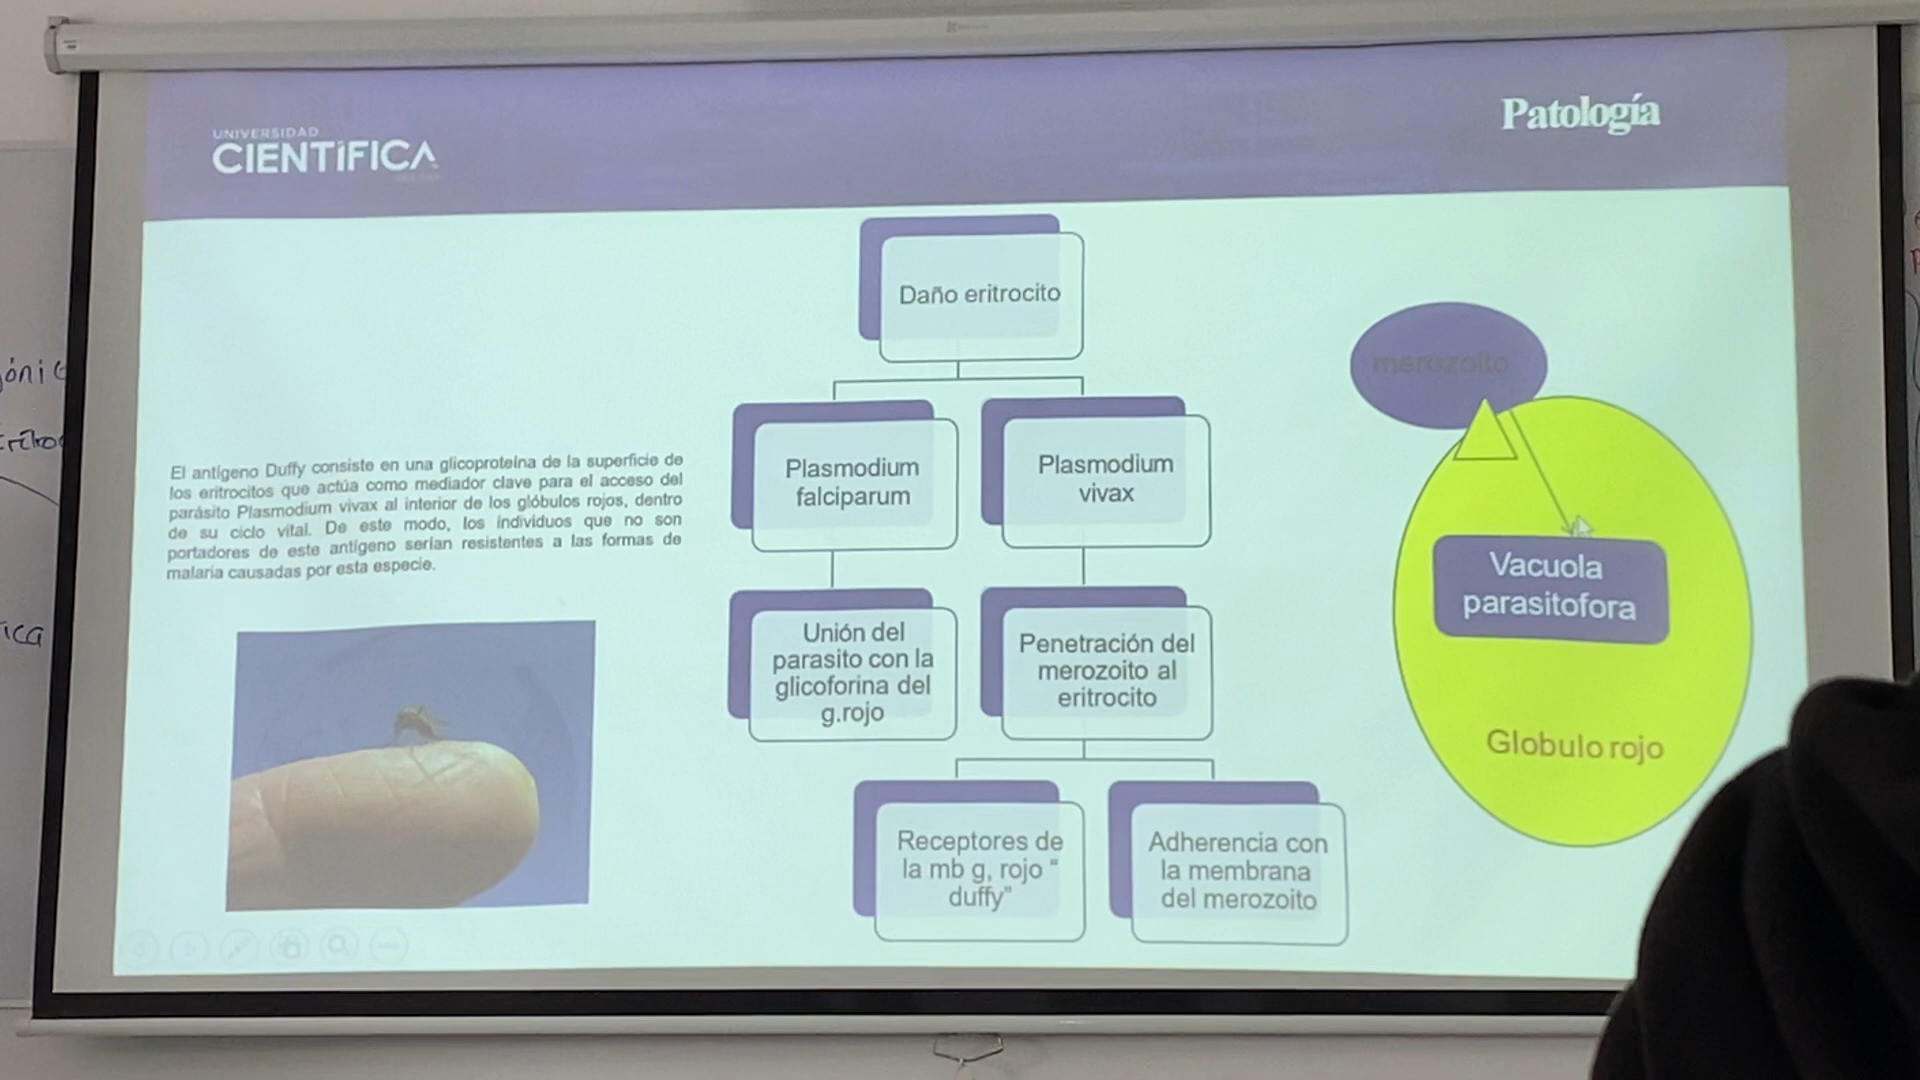 UNIVERSIDAD
CIENTÍFICA
Patología
Daño eritrocito
Plasmodium
falciparum
Plasmodium
vivax
Unión del
parasito con la
glicoforina del
g.rojo
Penetración del
merozoito al
eritrocito
Receptores de
la mb g, rojo “
duffy”
Adherencia con
la membrana
del merozoito
El antígeno Duffy consiste en una glicoproteína de la superficie de
los eritrocitos que actúa como mediador clave para el acceso del
parásito Plasmodium vivax al interior de los glóbulos rojos, dentro
de su ciclo vital. De este modo, los individuos que no son
portadores de este antígeno serían resistentes a las formas de
malaria causadas por esta especie.
merozoito
Vacuola
parasitofora
Globulo rojo
ónic
ica